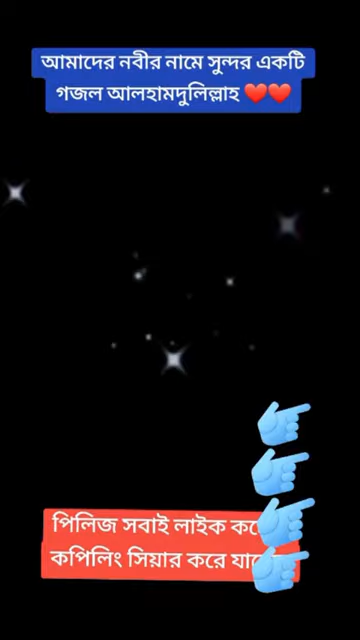 আমাদের নবীর নামে সুন্দর একটি
গজল আলহামদুলিল্লাহ ❤️❤️
পিলিজ সবাই লাইক
কপিলিং সিয়ার করে